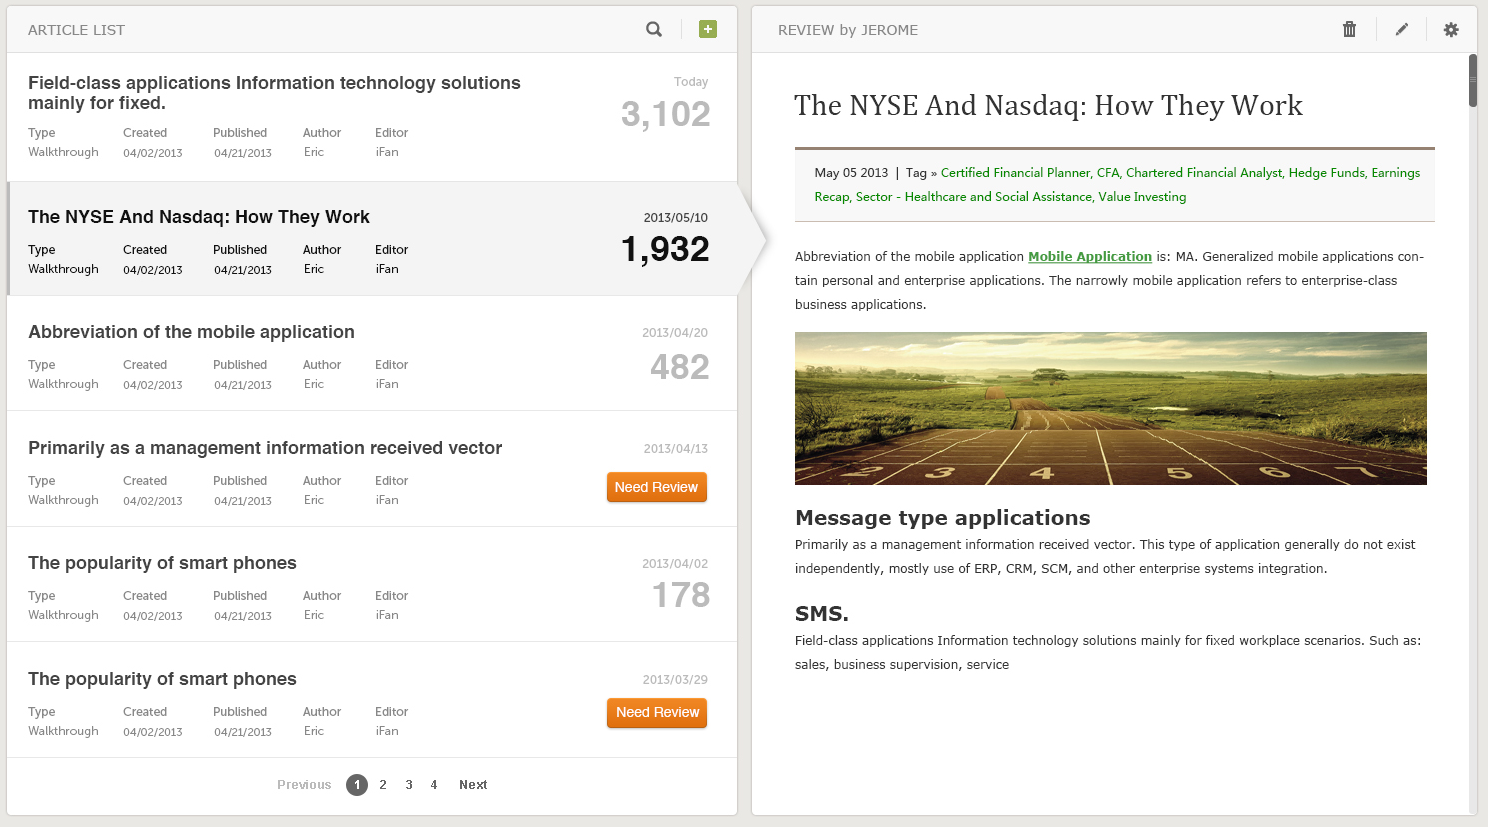 ARTICLE LIST
Field-class applications Information technology solutions
mainly for fixed.
Today
3,102
Type Created Published Author Editor
Walkthrough 04/02/2013 04/21/2013 Eric iFan
The NYSE And Nasdaq: How They Work
2013/05/10
1,932
Type Created Published Author Editor
Walkthrough 04/02/2013 04/21/2013 Eric iFan
Abbreviation of the mobile application
2013/04/20
482
Type Created Published Author Editor
Walkthrough 04/02/2013 04/21/2013 Eric iFan
Primarily as a management information received vector
2013/04/13
Type Created Published Author Editor
Need Review
Walkthrough 04/02/2013 04/21/2013 Eric iFan
The popularity of smart phones
2013/04/02
178
Type Created Published Author Editor
Walkthrough 04/02/2013 04/21/2013 Eric iFan
The popularity of smart phones
2013/03/29
Type Created Published Author Editor
Need Review
Walkthrough 04/02/2013 04/21/2013 Eric iFan
Previous 1 2 3 4 Next
REVIEW by JEROME
The NYSE And Nasdaq: How They Work
May 05 2013 | Tag » Certified Financial Planner, CFA, Chartered Financial Analyst, Hedge Funds, Earnings
Recap, Sector - Healthcare and Social Assistance, Value Investing
Abbreviation of the mobile application Mobile Application is: MA. Generalized mobile applications con-
tain personal and enterprise applications. The narrowly mobile application refers to enterprise-class
business applications.
2 3 4 5 6 7
Message type applications
Primarily as a management information received vector. This type of application generally do not exist
independently, mostly use of ERP, CRM, SCM, and other enterprise systems integration.
SMS.
Field-class applications Information technology solutions mainly for fixed workplace scenarios. Such as:
sales, business supervision, service